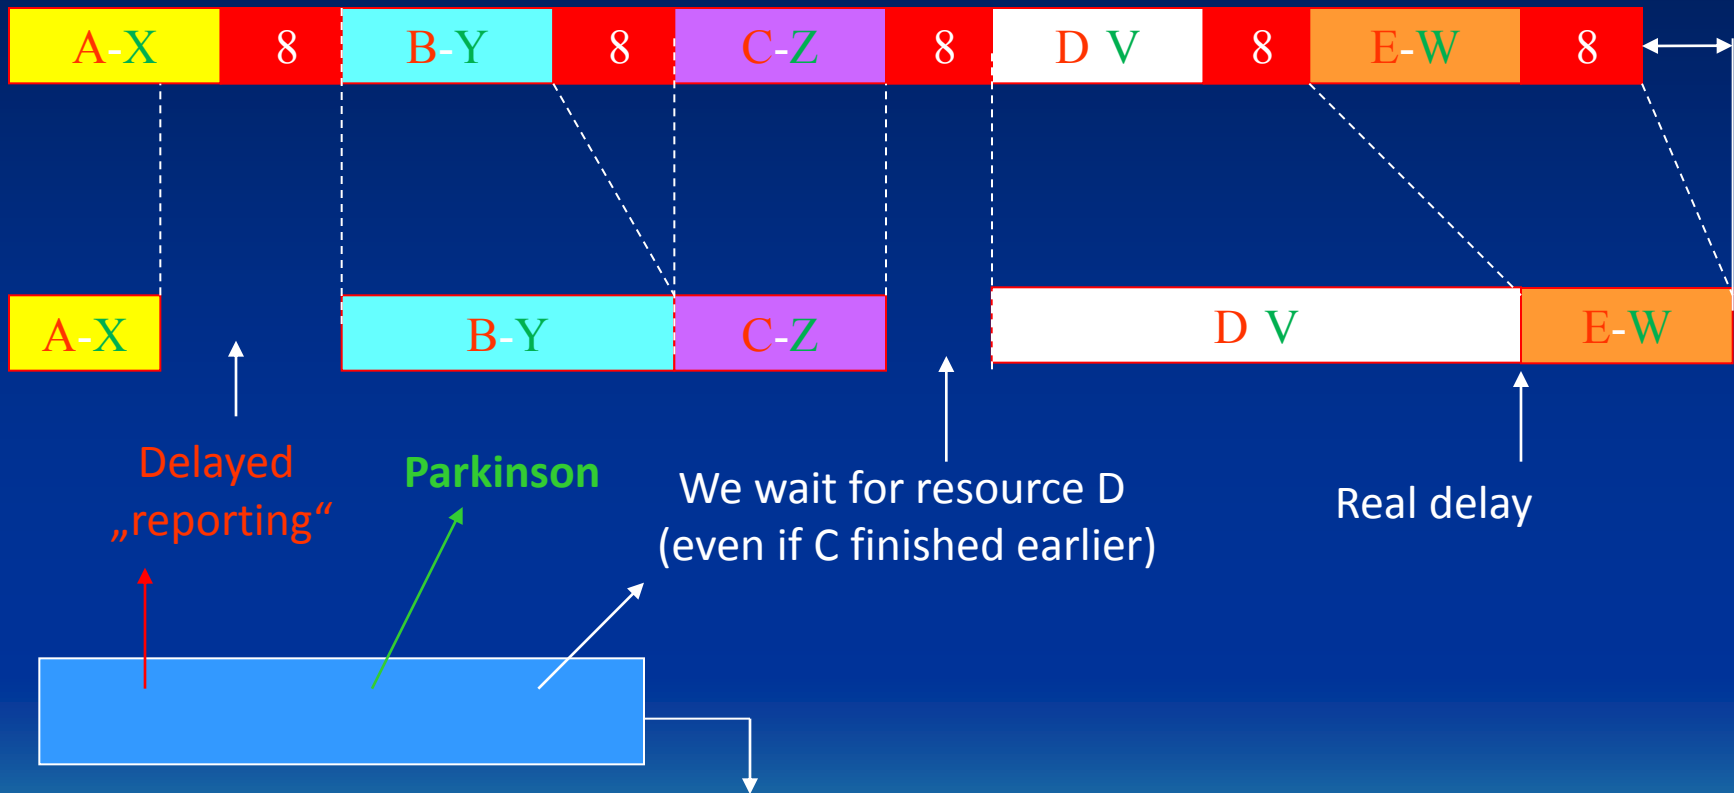 A-X 8 B-Y 8 C-Z 8 D V 8 E-W 8
A-X B-Y C-Z D V E-W
Delayed
„reporting“
Parkinson
We wait for resource D
(even if C finished earlier)
Real delay